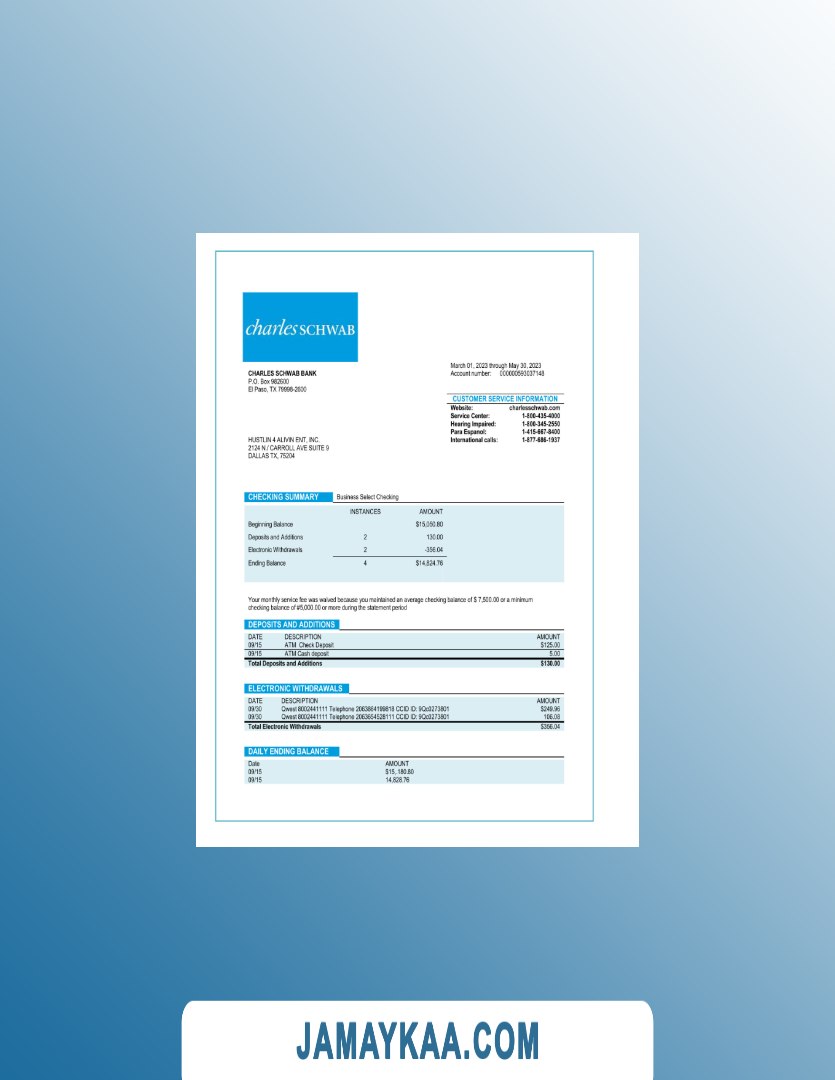 charles SCHWAB
CHARLES SCHWAB BANK
P.O. Box 982600
El Paso, TX 79998-2600
March 01, 2023 through May 30, 2023
Account number: 000000593037148
CUSTOMER SERVICE INFORMATION
Website: charlesschwab.com
Service Center: 1-800-435-4000
Hearing Impaired: 1-800-345-2550
Para Espanol: 1-415-667-8400
International calls: 1-877-686-1937
HUSTLIN 4 ALIVIN ENT, INC.
2124 N / CARROLL AVE SUITE 9
DALLAS TX, 75204
CHECKING SUMMARY Business Select Checking
INSTANCES AMOUNT
Beginning Balance $15,050.80
Deposits and Additions 2 130.00
Electronic Withdrawals 2 -356.04
Ending Balance 4 $14,824.76
Your monthly service fee was waived because you maintained an average checking balance of $ 7,500.00 or a minimum
checking balance of #5,000.00 or more during the statement period
DEPOSITS AND ADDITIONS
DATE DESCRIPTION AMOUNT
09/15 ATM Check Deposit $125.00
09/15 ATM Cash deposit 5.00
Total Deposits and Additions $130.00
ELECTRONIC WITHDRAWALS
DATE DESCRIPTION AMOUNT
09/30 Qwest 8002441111 Telephone 2063664199818 CCID ID: 9Qc0273801 $249.96
09/30 Qwest 8002441111 Telephone 2063654528111 CCID ID: 9Qc0273801 106.08
Total Electronic Withdrawals $356.04
DAILY ENDING BALANCE
Date AMOUNT
09/15 $15, 180.80
09/15 14,828.76
JAMAYKAA.COM